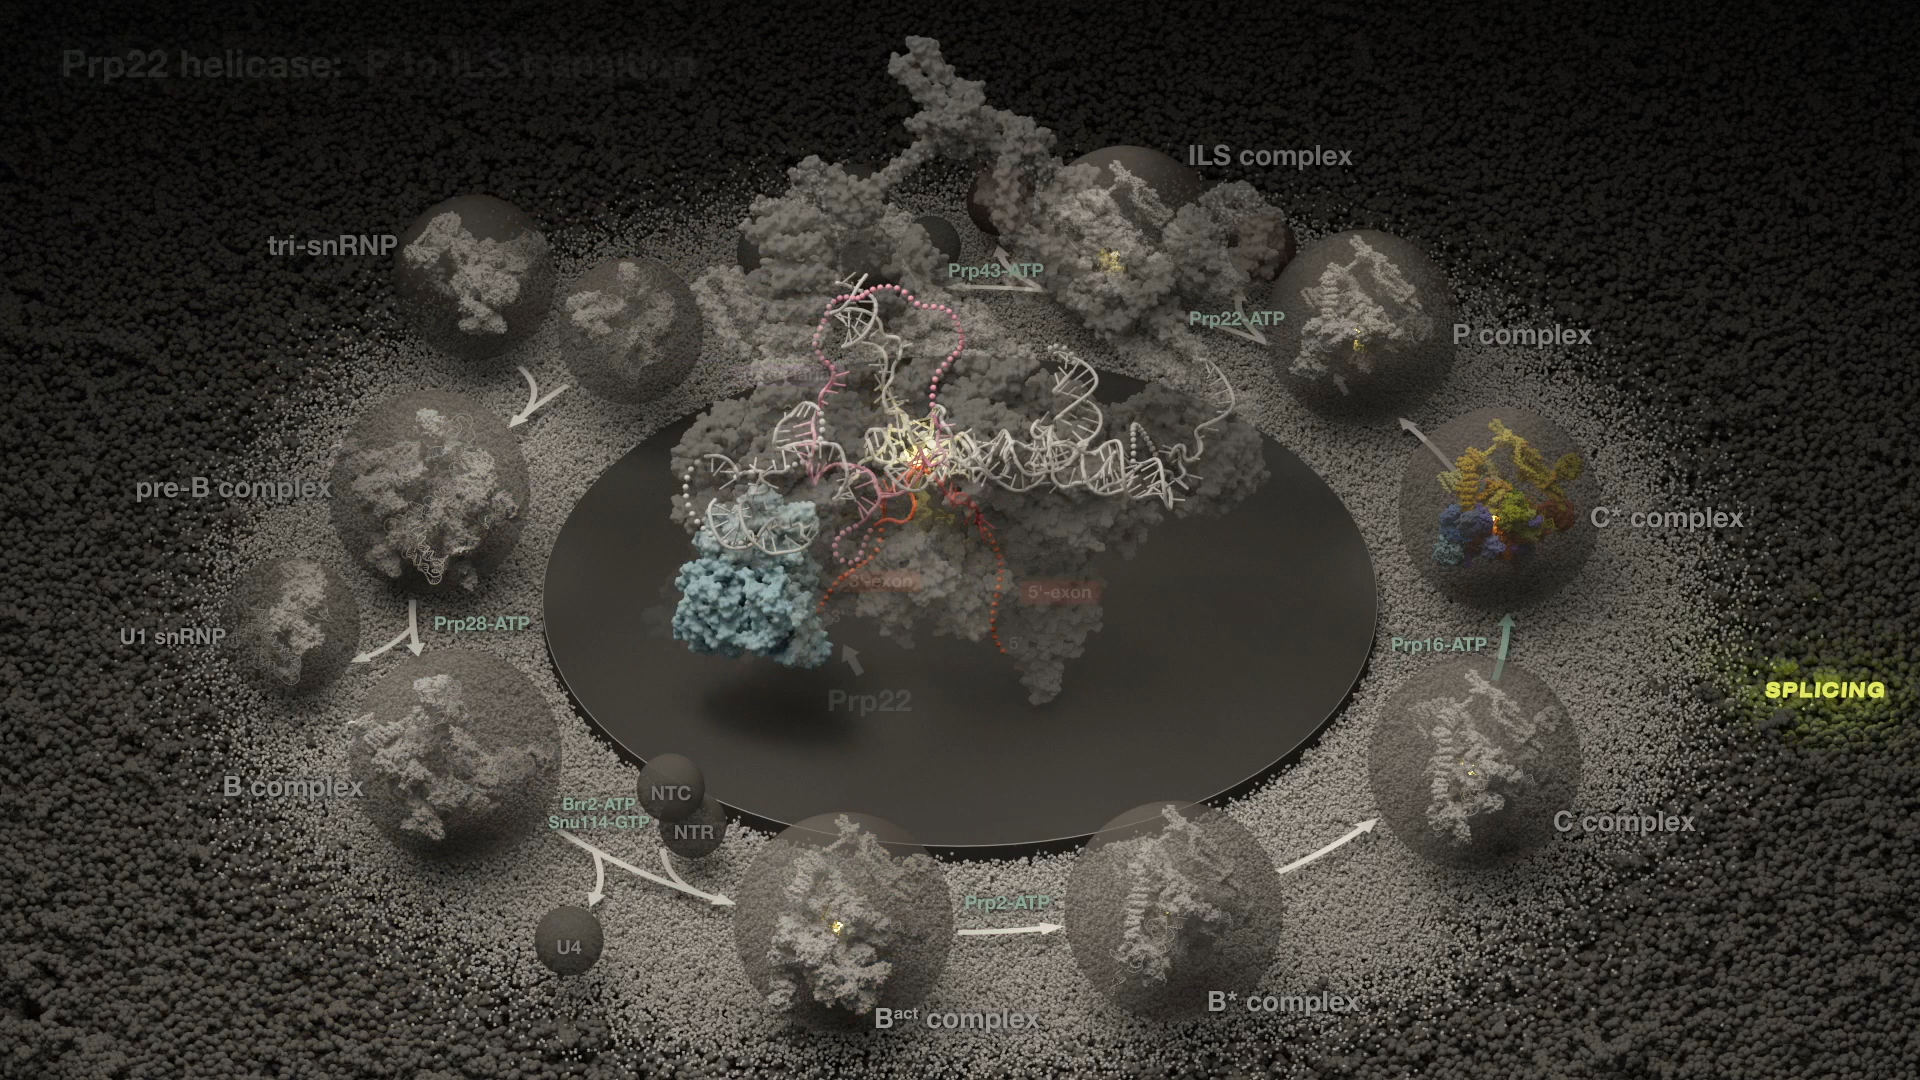 Prp22 helicase: P to ILS transition
ILS complex
tri-snRNP
Prp43-ATP
Prp22-ATP
P complex
pre-B complex
C* complex
3'-exon
5'-exon
5'
U1 snRNP
Prp28-ATP
Prp16-ATP
SPLICING
Prp22
B complex
NTC
Brr2-ATP
Snu114-GTP
NTR
C complex
Prp2-ATP
U4
B* complex
Bᵃᶜᵗ complex